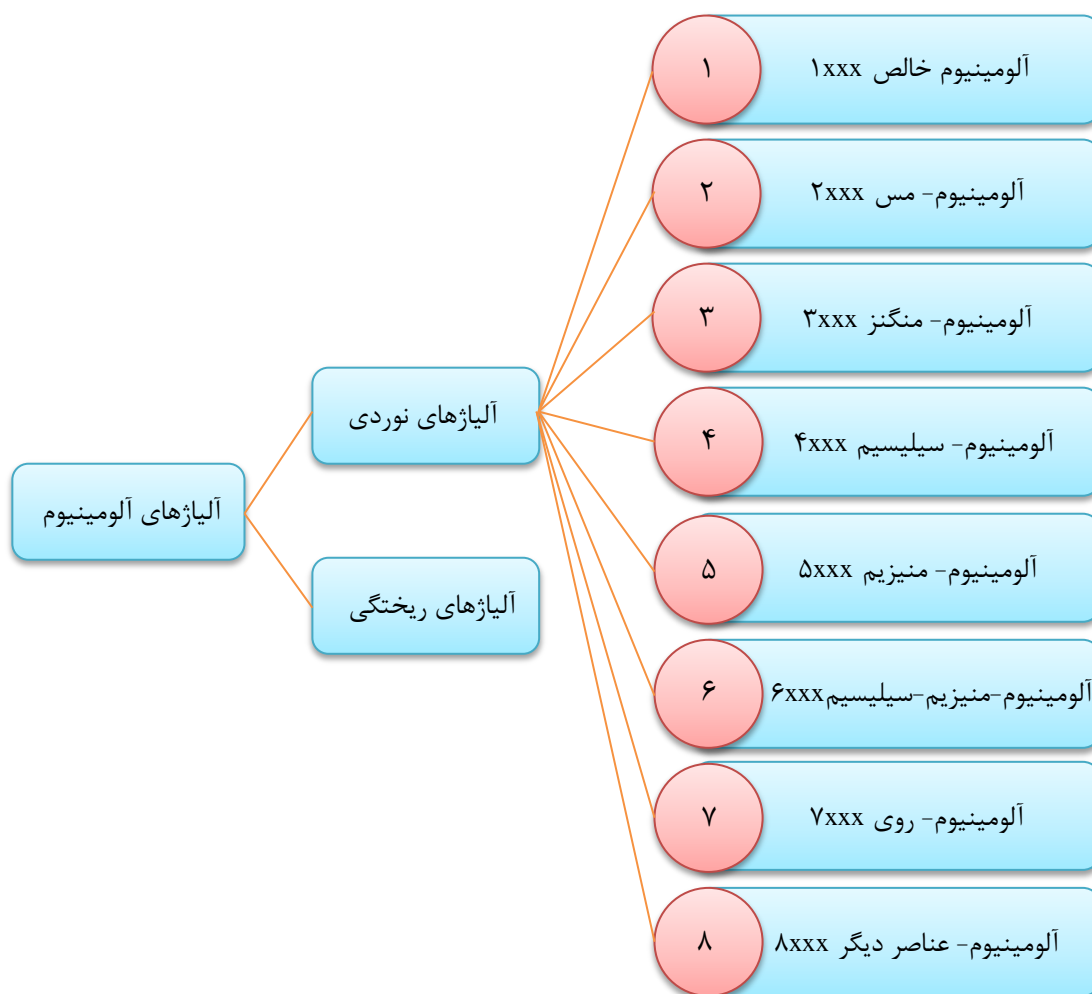 آلیاژهای آلومینیوم
آلیاژهای نوردی
آلیاژهای ریختگی
۱
آلومینیوم خالص ۱xxx
۲
آلومینیوم- مس ۲xxx
۳
آلومینیوم- منگنز ۳xxx
۴
آلومینیوم- سیلیسیم ۴xxx
۵
آلومینیوم- منیزیم ۵xxx
۶
آلومینیوم-منیزیم-سیلیسیم۶xxx
۷
آلومینیوم- روی ۷xxx
۸
آلومینیوم- عناصر دیگر ۸xxx